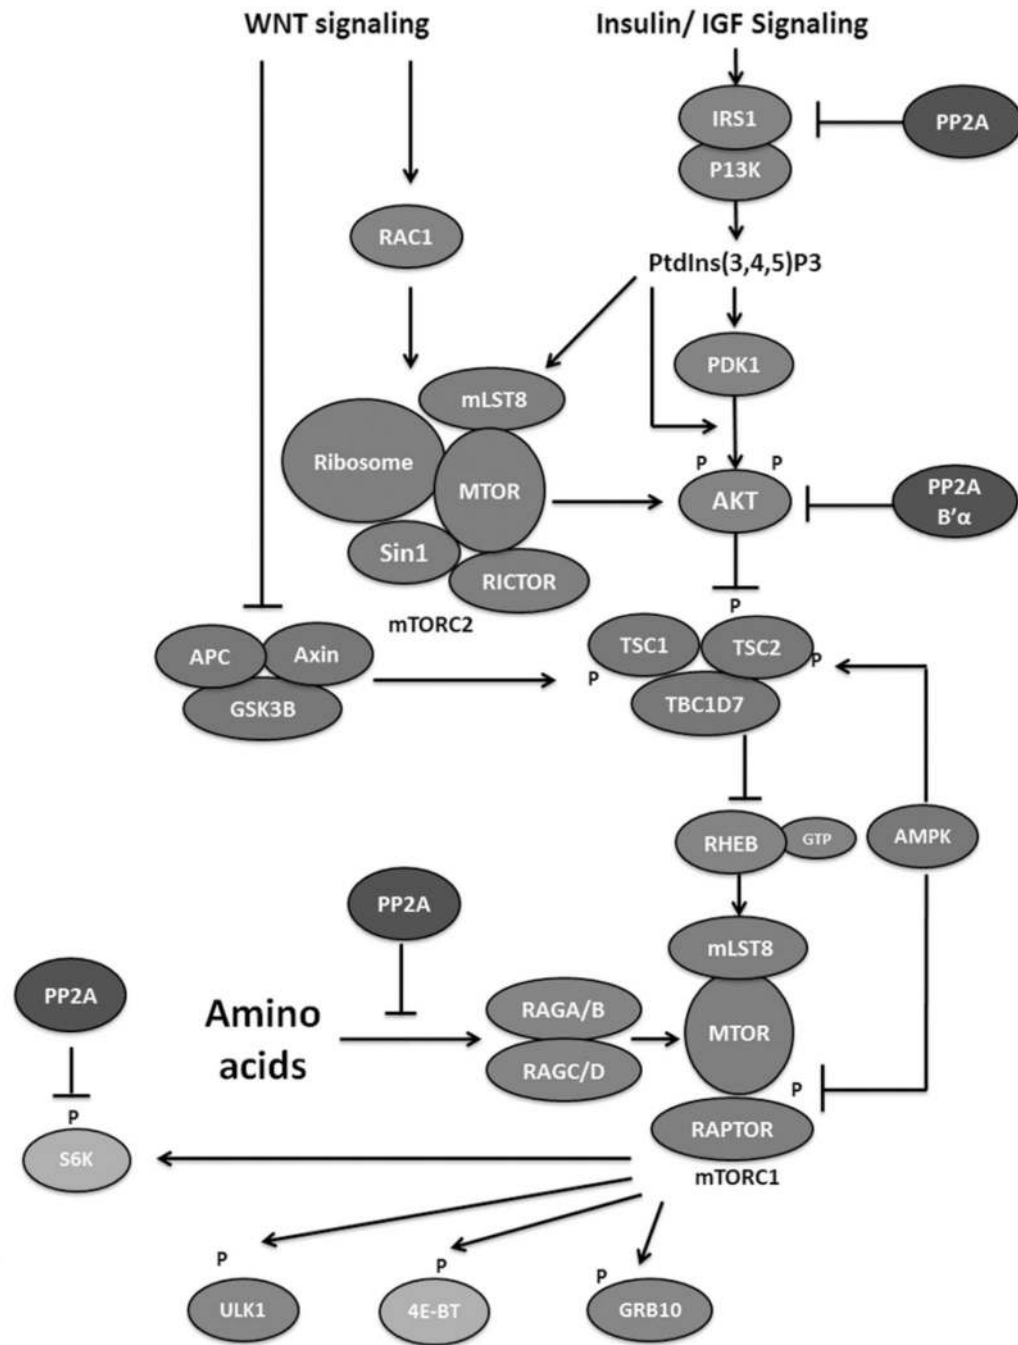 WNT signaling
Insulin/ IGF Signaling
IRS1
PP2A
P13K
RAC1
PtdIns(3,4,5)P3
PDK1
mLST8
Ribosome
MTOR
P
P
AKT
PP2A
B'α
Sin1
RICTOR
mTORC2
P
APC
Axin
GSK3B
TSC1
TSC2
P
P
TBC1D7
RHEB
GTP
AMPK
PP2A
mLST8
PP2A
Amino
acids
RAGA/B
RAGC/D
MTOR
P
RAPTOR
mTORC1
P
S6K
P
ULK1
P
4E-BT
P
GRB10